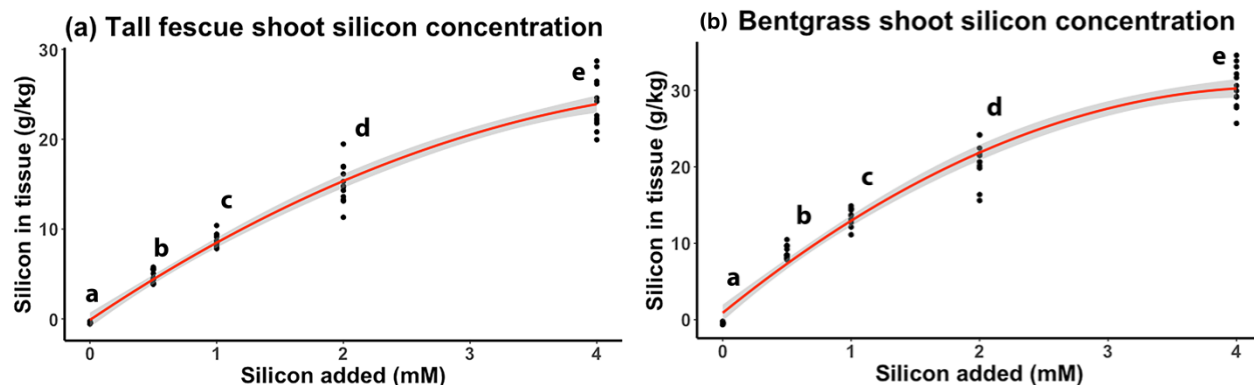 (a) Tall fescue shoot silicon concentration
Silicon in tissue (g/kg)
30
20
10
0
a
b
c
d
e
0 1 2 3 4
Silicon added (mM)
(b) Bentgrass shoot silicon concentration
Silicon in tissue (g/kg)
30
20
10
0
a
b
c
d
e
0 1 2 3 4
Silicon added (mM)